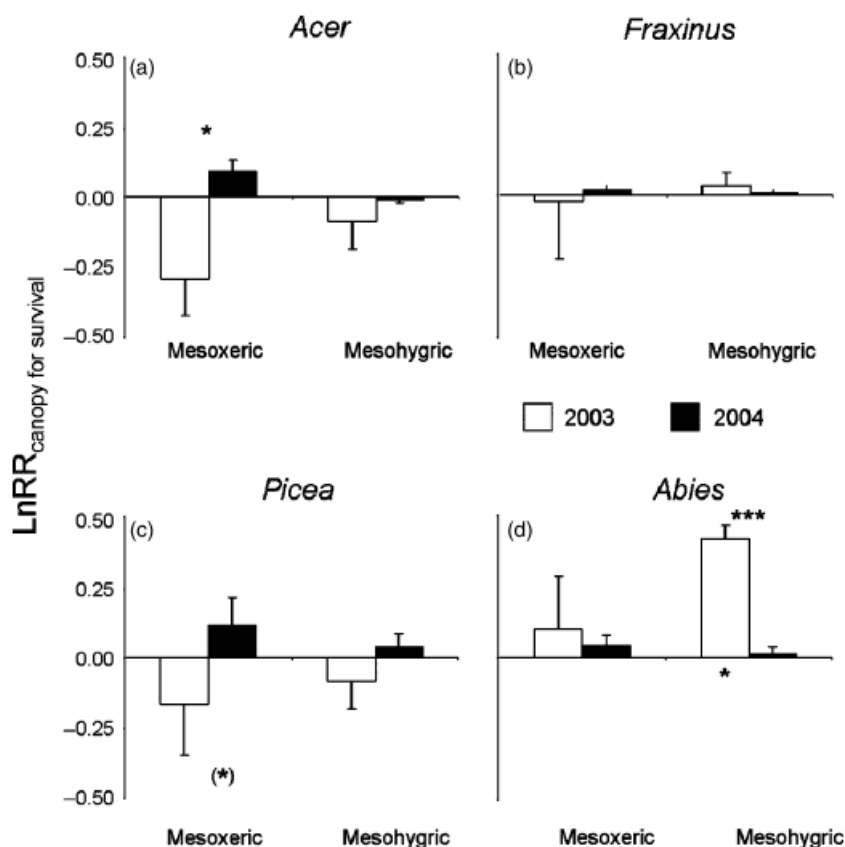 Acer
Fraxinus
LnRRcanopy for survival
0.50
0.25
0.00
–0.25
–0.50
(a)
*
Mesoxeric Mesohygric
(b)
Mesoxeric Mesohygric
2003 2004
Picea
Abies
0.50
0.25
0.00
–0.25
–0.50
(c)
(*)
Mesoxeric Mesohygric
(d)
***
*
Mesoxeric Mesohygric